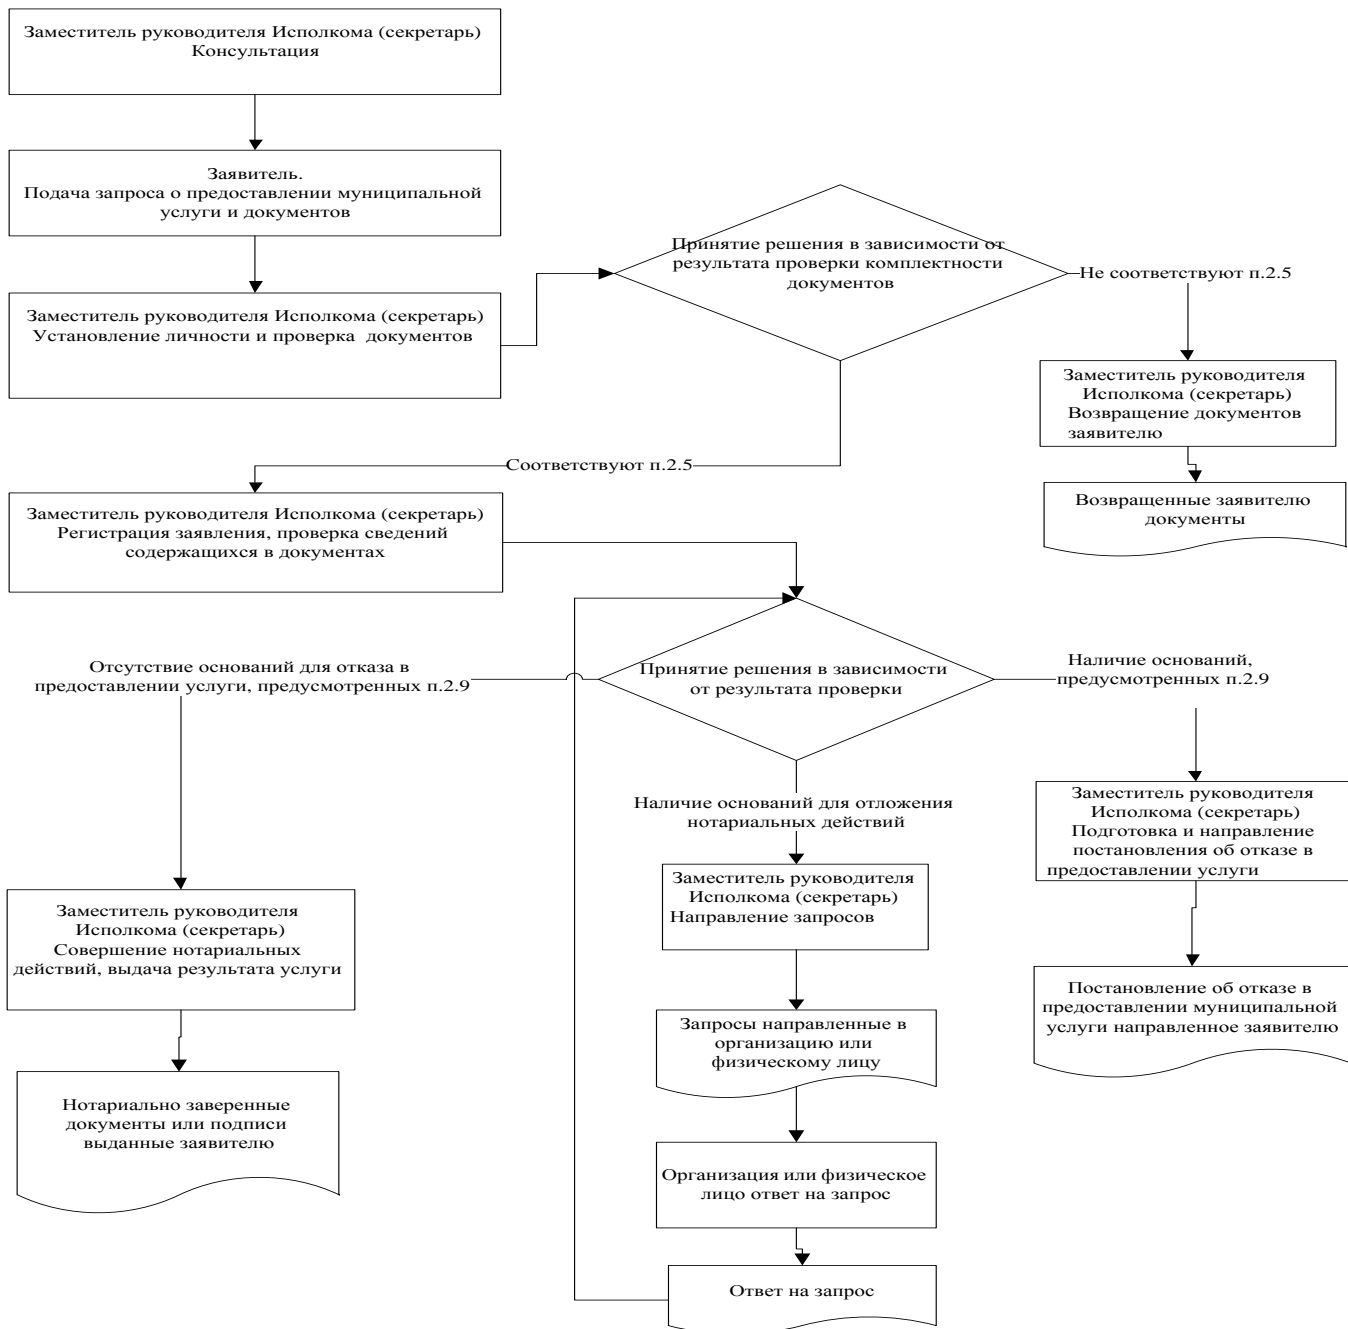 Заместитель руководителя Исполкома (секретарь)
Консультация
Заявитель.
Подача запроса о предоставлении муниципальной
услуги и документов
Заместитель руководителя Исполкома (секретарь)
Установление личности и проверка документов
Принятие решения в зависимости от
результата проверки комплектности
документов
Не соответствуют п.2.5
Заместитель руководителя
Исполкома (секретарь)
Возвращение документов
заявителю
Возвращенные заявителю
документы
Соответствуют п.2.5
Заместитель руководителя Исполкома (секретарь)
Регистрация заявления, проверка сведений
содержащихся в документах
Принятие решения в зависимости
от результата проверки
Отсутствие оснований для отказа в
предоставлении услуги, предусмотренных п.2.9
Наличие оснований,
предусмотренных п.2.9
Наличие оснований для отложения
нотариальных действий
Заместитель руководителя
Исполкома (секретарь)
Подготовка и направление
постановления об отказе в
предоставлении услуги
Заместитель руководителя
Исполкома (секретарь)
Направление запросов
Заместитель руководителя
Исполкома (секретарь)
Совершение нотариальных
действий, выдача результата услуги
Постановление об отказе в
предоставлении муниципальной
услуги направленное заявителю
Запросы направленные в
организацию или
физическому лицу
Нотариально заверенные
документы или подписи
выданные заявителю
Организация или физическое
лицо ответ на запрос
Ответ на запрос